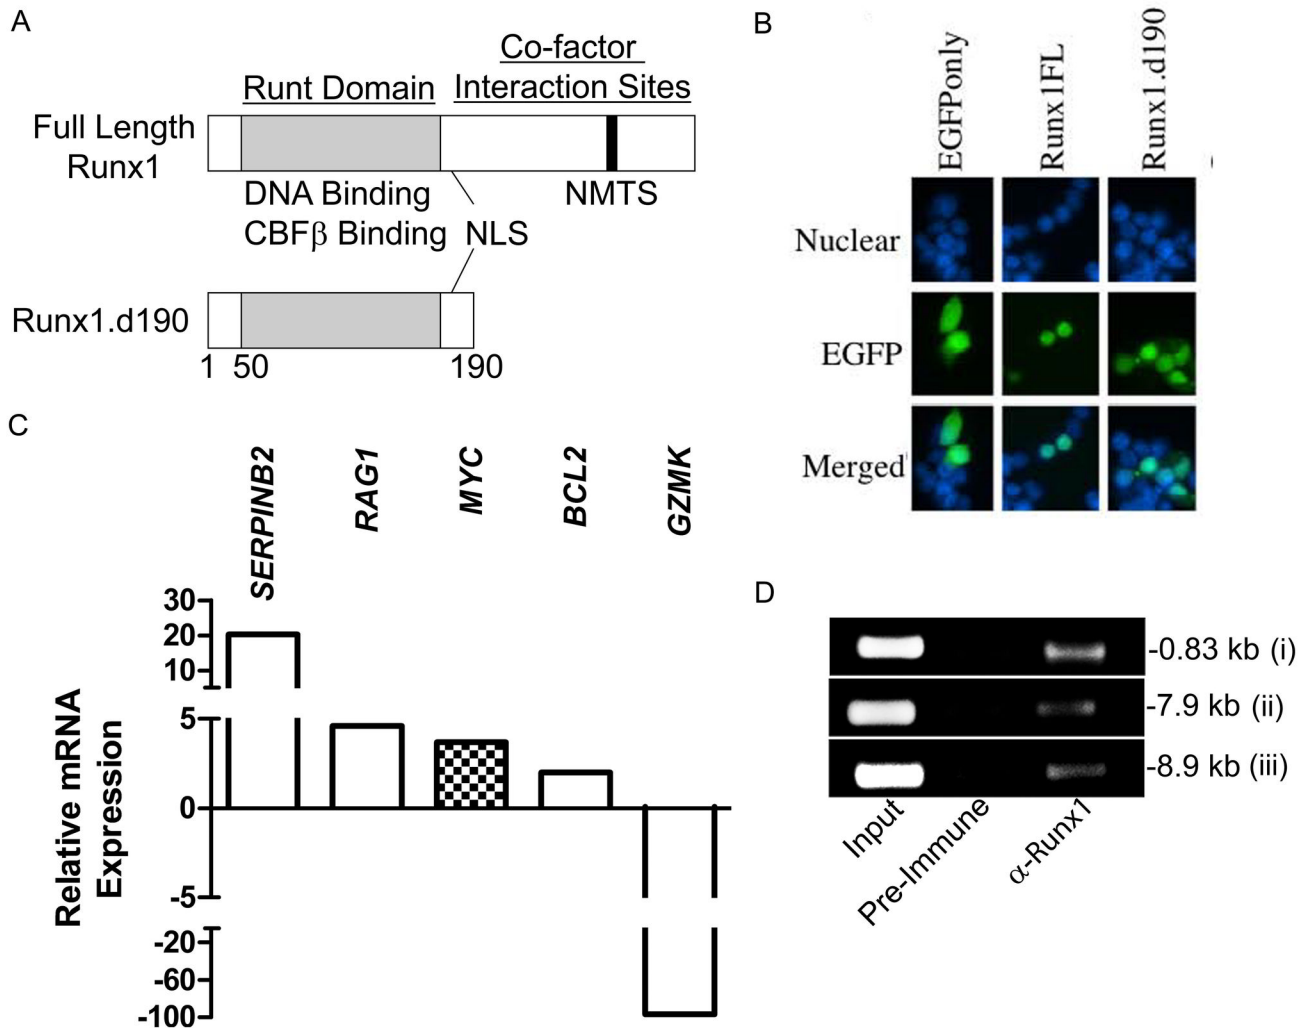 A
Co-factor
Runt Domain
Interaction Sites
Full Length
Runx1
DNA Binding
CBFβ Binding
NMTS
NLS
Runx1.d190
1 50 190
B
EGFPonly
Runx1FL
Runx1.d190
Nuclear
EGFP
Merged
C
SERPINB2
RAG1
MYC
BCL2
GZMK
Relative mRNA
Expression
30
20
10
5
0
-5
-20
-60
-100
D
-0.83 kb (i)
-7.9 kb (ii)
-8.9 kb (iii)
Input
Pre-Immune
α-Runx1